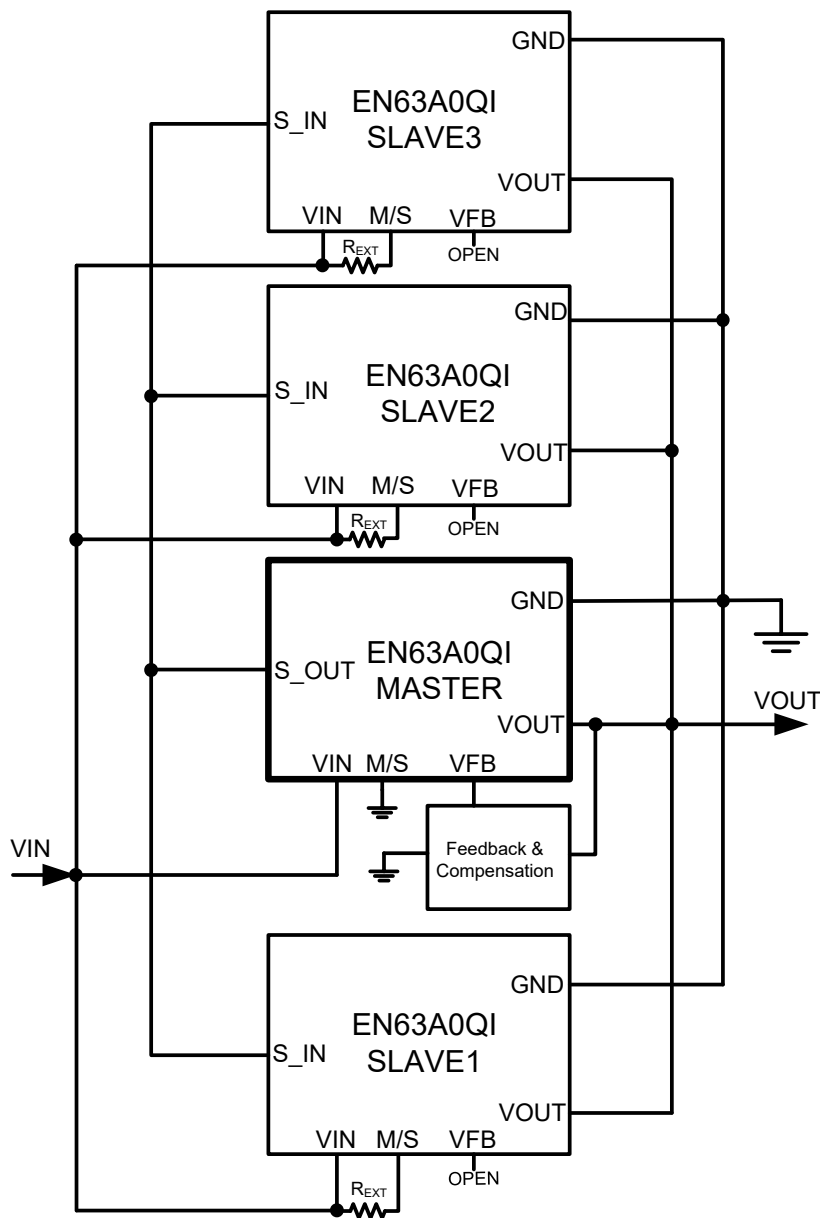 GND
EN63A0QI
SLAVE3
S_IN
VOUT
VIN M/S VFB
REXT
OPEN
GND
EN63A0QI
SLAVE2
S_IN
VOUT
VIN M/S VFB
REXT
OPEN
GND
EN63A0QI
MASTER
S_OUT
VOUT
VOUT
VIN M/S VFB
VIN
Feedback &
Compensation
GND
EN63A0QI
SLAVE1
S_IN
VOUT
VIN M/S VFB
REXT
OPEN